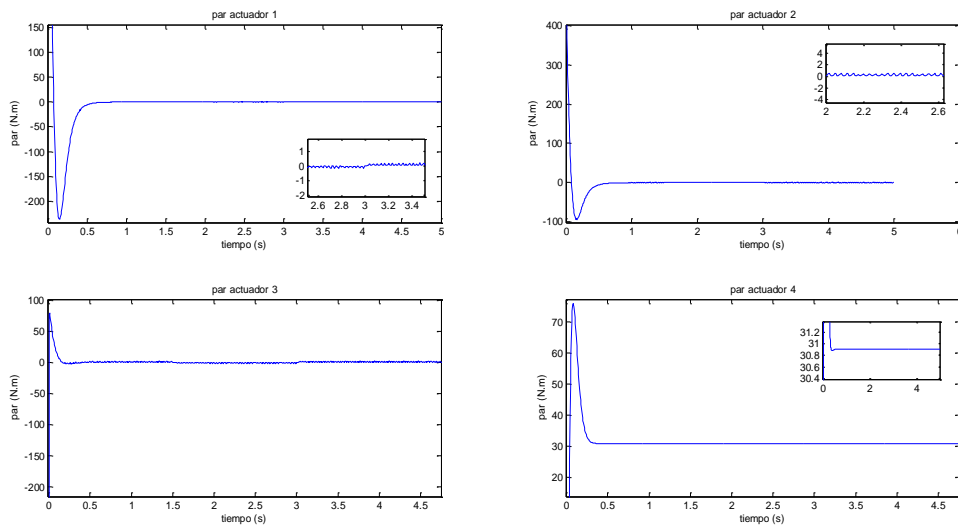 par actuador 1
150
100
50
0
-50
-100
-150
-200
par (N.m)
1
0
-1
-2
2.6 2.8 3 3.2 3.4
0 0.5 1 1.5 2 2.5 3 3.5 4 4.5 5
tiempo (s)
par actuador 2
400
300
200
100
0
-100
par (N.m)
4
2
0
-2
-4
2 2.2 2.4 2.6
0 1 2 3 4 5 6
tiempo (s)
par actuador 3
100
50
0
-50
-100
-150
-200
par (N.m)
0 0.5 1 1.5 2 2.5 3 3.5 4 4.5
tiempo (s)
par actuador 4
70
60
50
40
30
20
par (N.m)
31.2
31
30.8
30.6
30.4
0 2 4
0 0.5 1 1.5 2 2.5 3 3.5 4 4.5
tiempo (s)